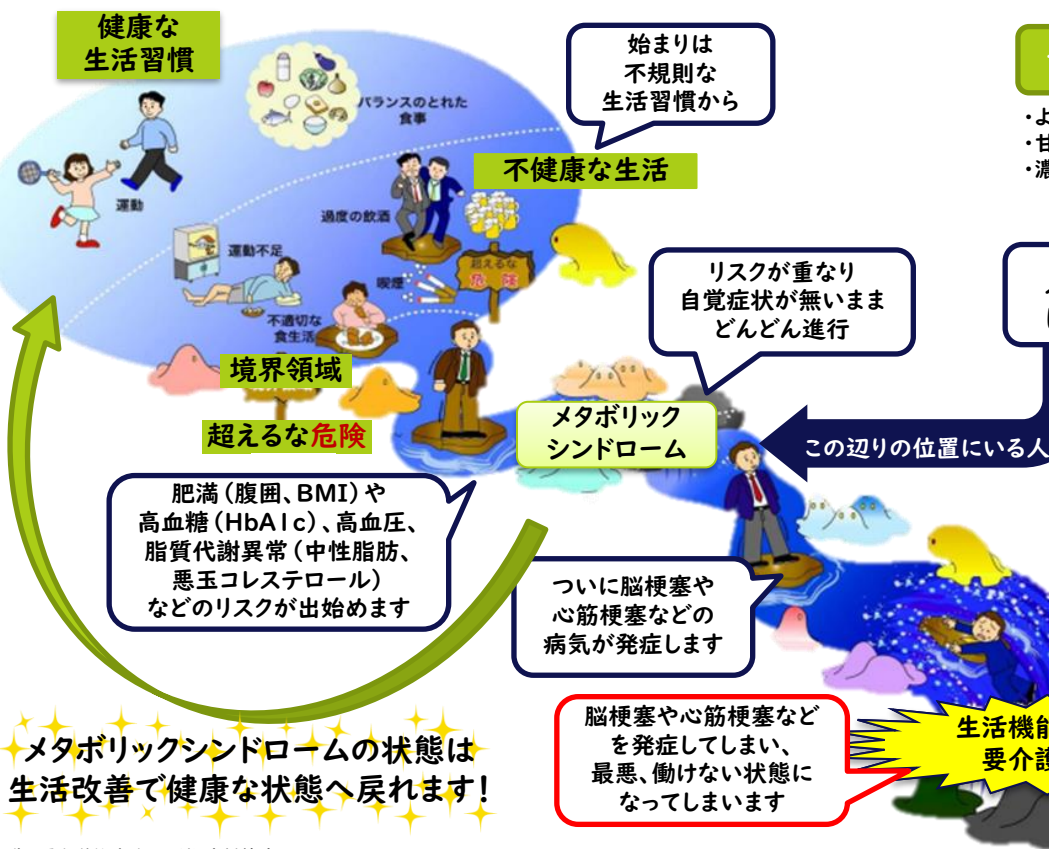 健康な
生活習慣
バランスのとれた
食事
運動
始まりは
不規則な
生活習慣から
不健康な生活
過度の飲酒
運動不足
喫煙
超えるな
危険
不適切な
食生活
リスクが重なり
自覚症状が無いまま
どんどん進行
境界領域
超えるな危険
メタボリック
シンドローム
この辺りの位置にいる人
肥満(腹囲、BMI)や
高血糖(HbA1c)、高血圧、
脂質代謝異常(中性脂肪、
悪玉コレステロール)
などのリスクが出始めます
ついに脳梗塞や
心筋梗塞などの
病気が発症します
脳梗塞や心筋梗塞など
を発症してしまい、
最悪、働けない状態に
なってしまいます
生活機能
要介護
メタボリックシンドロームの状態は
生活改善で健康な状態へ戻れます!
・よ
・甘
・濃